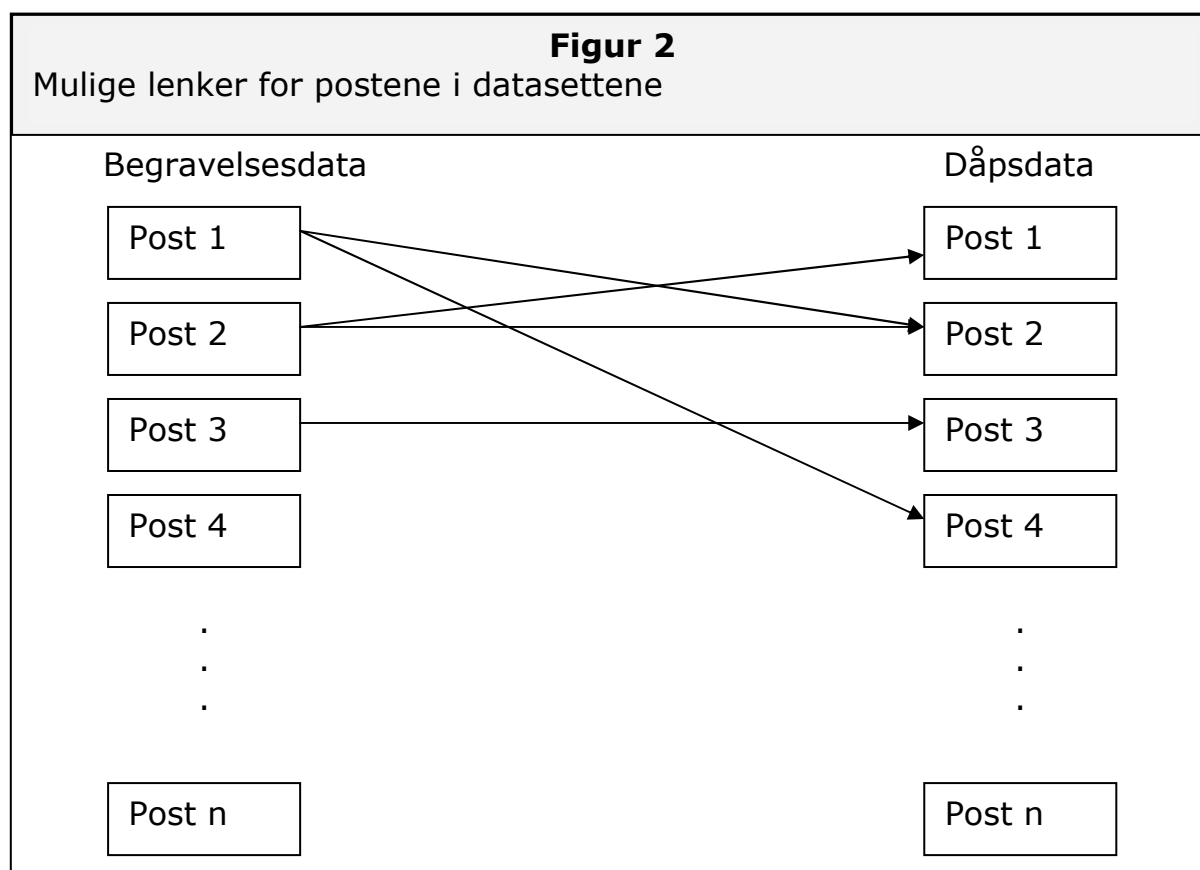 Figur 2
Mulige lenker for postene i datasettene
Begravelsesdata Dåpsdata
Post 1 Post 1
Post 2 Post 2
Post 3 Post 3
Post 4 Post 4
. .
. .
. .
Post n Post n